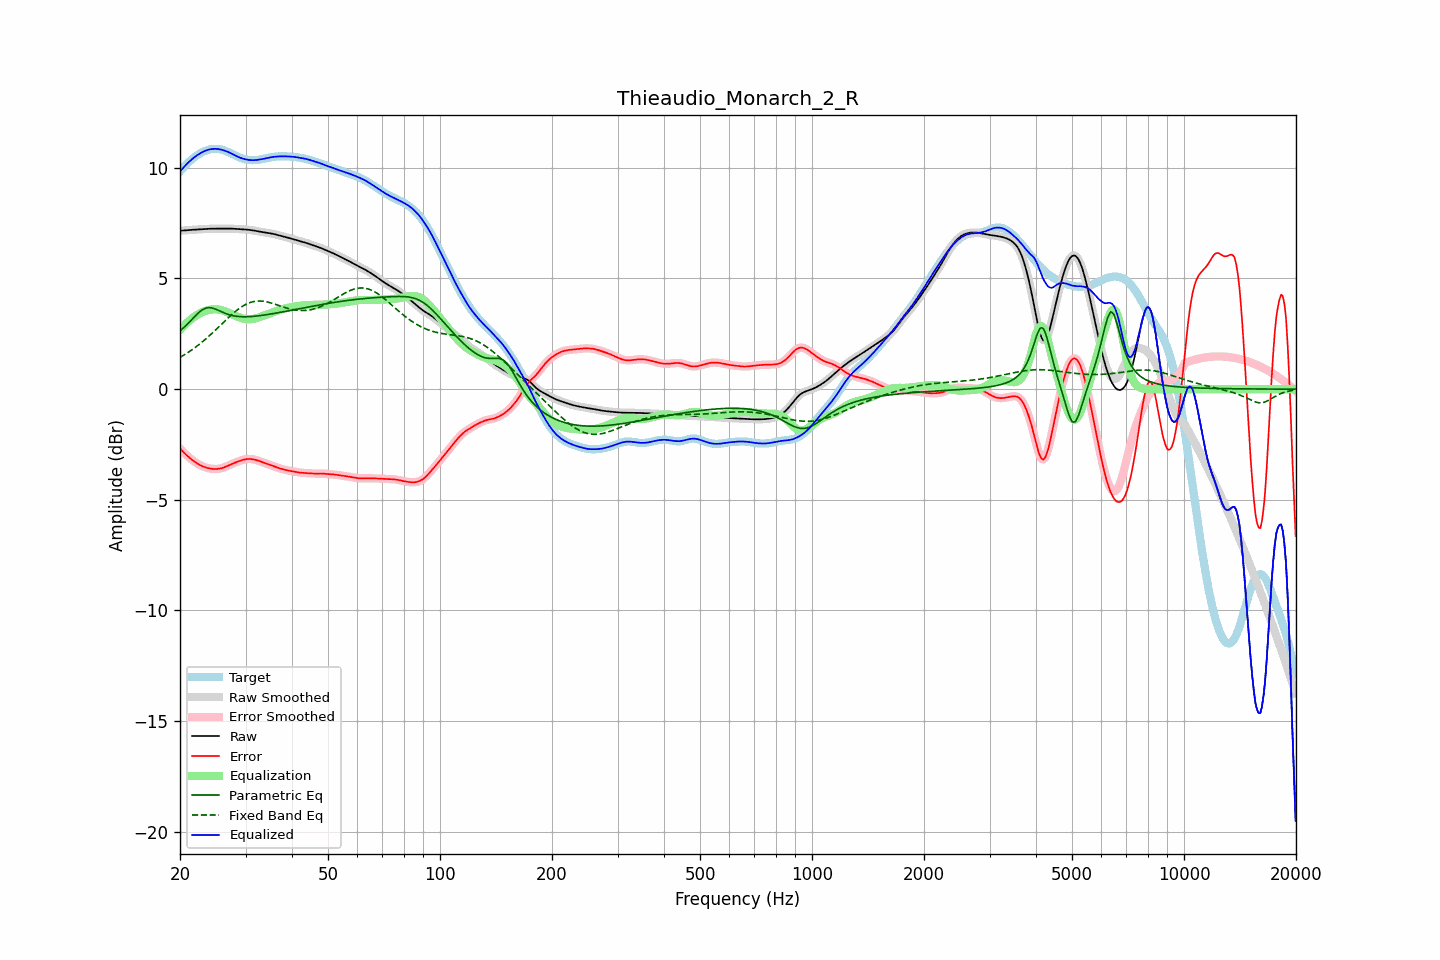 Thieaudio_Monarch_2_R
Amplitude (dBr)
10
5
0
−5
−10
−15
−20
Target
Raw Smoothed
Error Smoothed
Raw
Error
Equalization
Parametric Eq
Fixed Band Eq
Equalized
20 50 100 200 500 1000 2000 5000 10000 20000
Frequency (Hz)